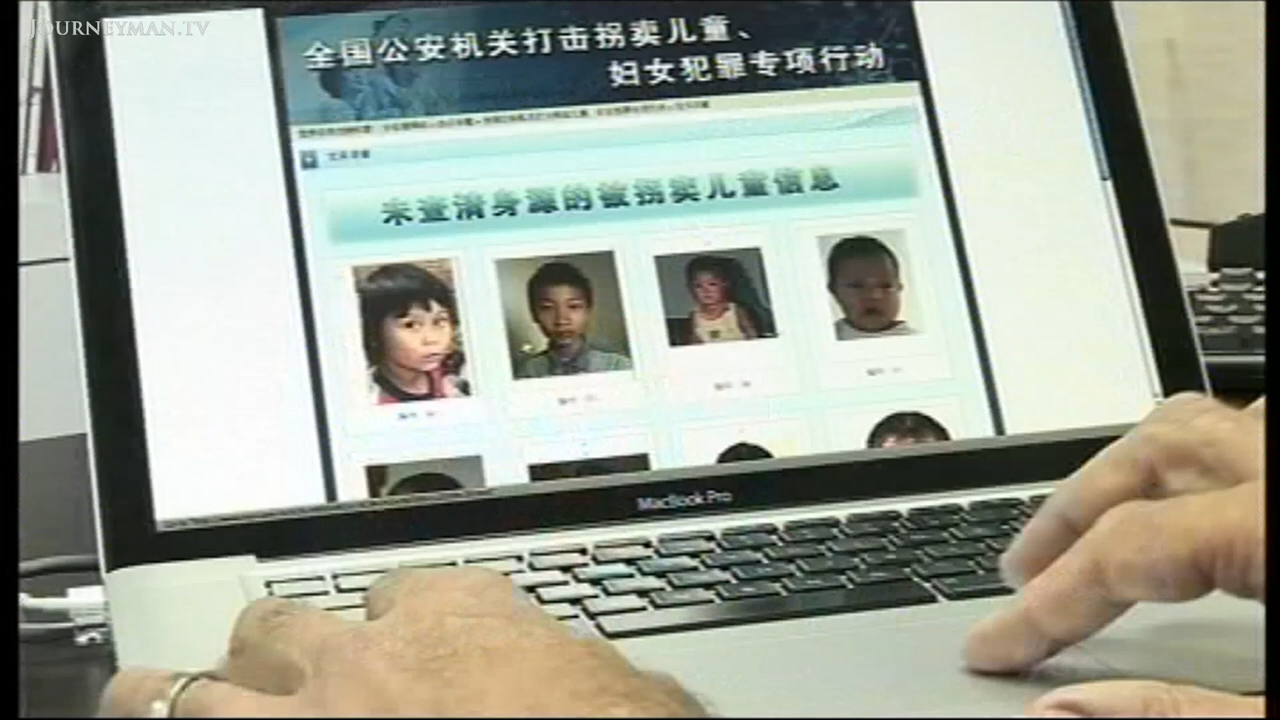 JOURNEYMAN.TV
全国公安机关打击拐卖儿童、
妇女犯罪专项行动
未查清身源的被拐卖儿童信息
MacBook Pro